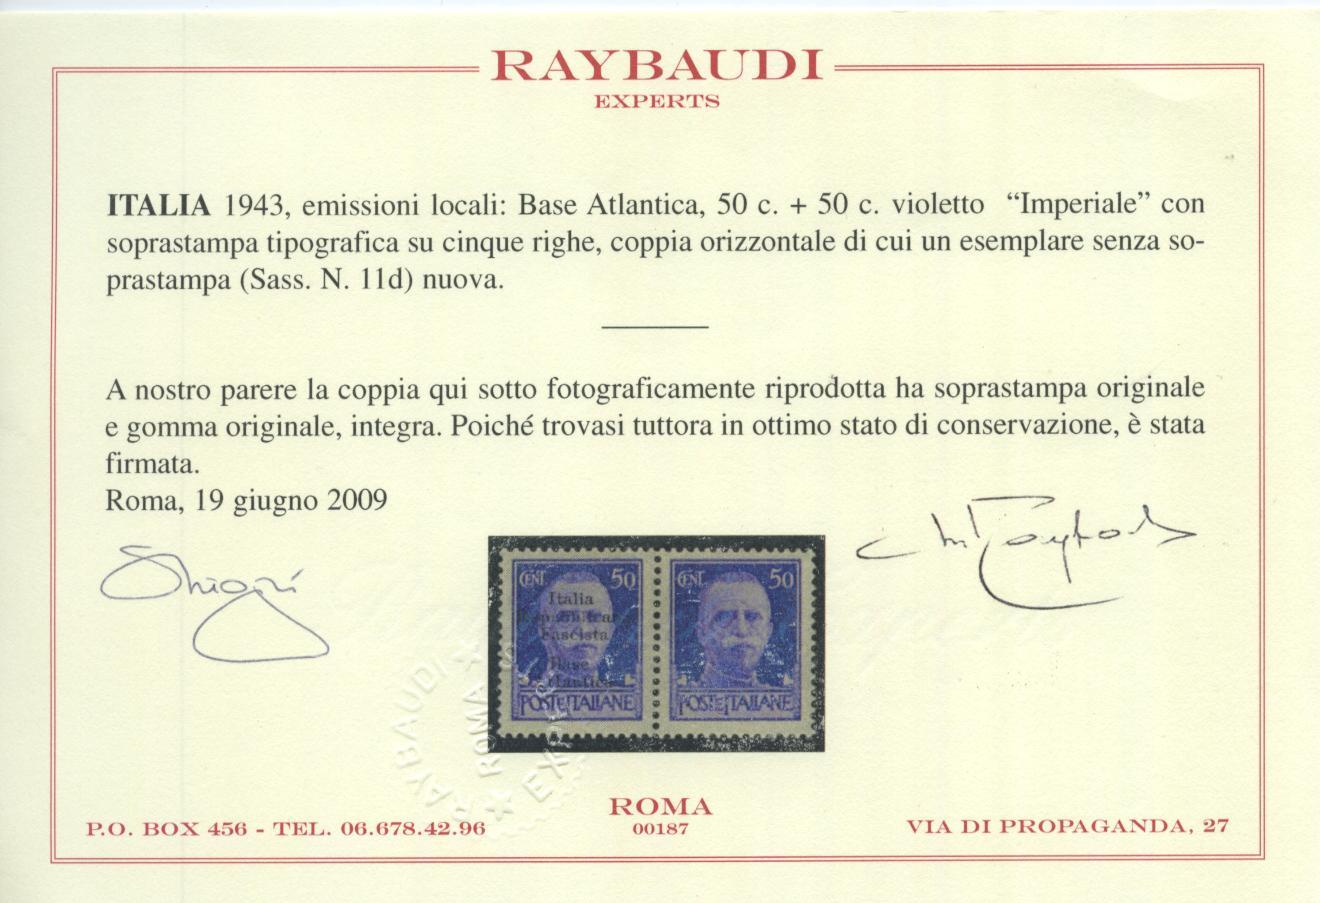 RAYBAUDI
EXPERTS
ITALIA 1943, emissioni locali: Base Atlantica, 50 c. + 50 c. violetto “Imperiale” con
soprastampa tipografica su cinque righe, coppia orizzontale di cui un esemplare senza so-
prastampa (Sass. N. 11d) nuova.
A nostro parere la coppia qui sotto fotograficamente riprodotta ha soprastampa originale
e gomma originale, integra. Poiché trovasi tuttora in ottimo stato di conservazione, è stata
firmata.
Roma, 19 giugno 2009
CENT. 50 CENT. 50
Italia
Fascista
Base
POSTE ITALIANE POSTE ITALIANE
RAYBAUDI
ROMA
ROMA
00187
P.O. BOX 456 - TEL. 06.678.42.96
VIA DI PROPAGANDA, 27